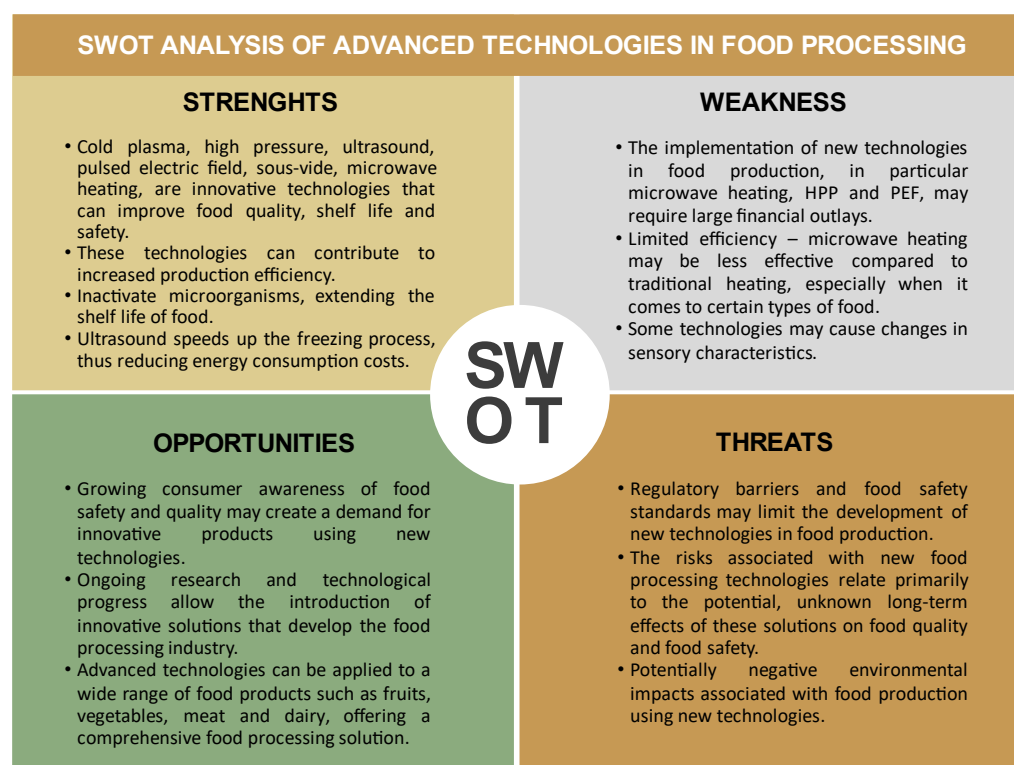 SWOT ANALYSIS OF ADVANCED TECHNOLOGIES IN FOOD PROCESSING
STRENGHTS
• Cold plasma, high pressure, ultrasound,
pulsed electric field, sous-vide, microwave
heating, are innovative technologies that
can improve food quality, shelf life and
safety.
• These technologies can contribute to
increased production efficiency.
• Inactivate microorganisms, extending the
shelf life of food.
• Ultrasound speeds up the freezing process,
thus reducing energy consumption costs.
WEAKNESS
• The implementation of new technologies
in food production, in particular
microwave heating, HPP and PEF, may
require large financial outlays.
• Limited efficiency – microwave heating
may be less effective compared to
traditional heating, especially when it
comes to certain types of food.
• Some technologies may cause changes in
sensory characteristics.
SW
OT
OPPORTUNITIES
• Growing consumer awareness of food
safety and quality may create a demand for
innovative products using new
technologies.
• Ongoing research and technological
progress allow the introduction of
innovative solutions that develop the food
processing industry.
• Advanced technologies can be applied to a
wide range of food products such as fruits,
vegetables, meat and dairy, offering a
comprehensive food processing solution.
THREATS
• Regulatory barriers and food safety
standards may limit the development of
new technologies in food production.
• The risks associated with new food
processing technologies relate primarily
to the potential, unknown long-term
effects of these solutions on food quality
and food safety.
• Potentially negative environmental
impacts associated with food production
using new technologies.